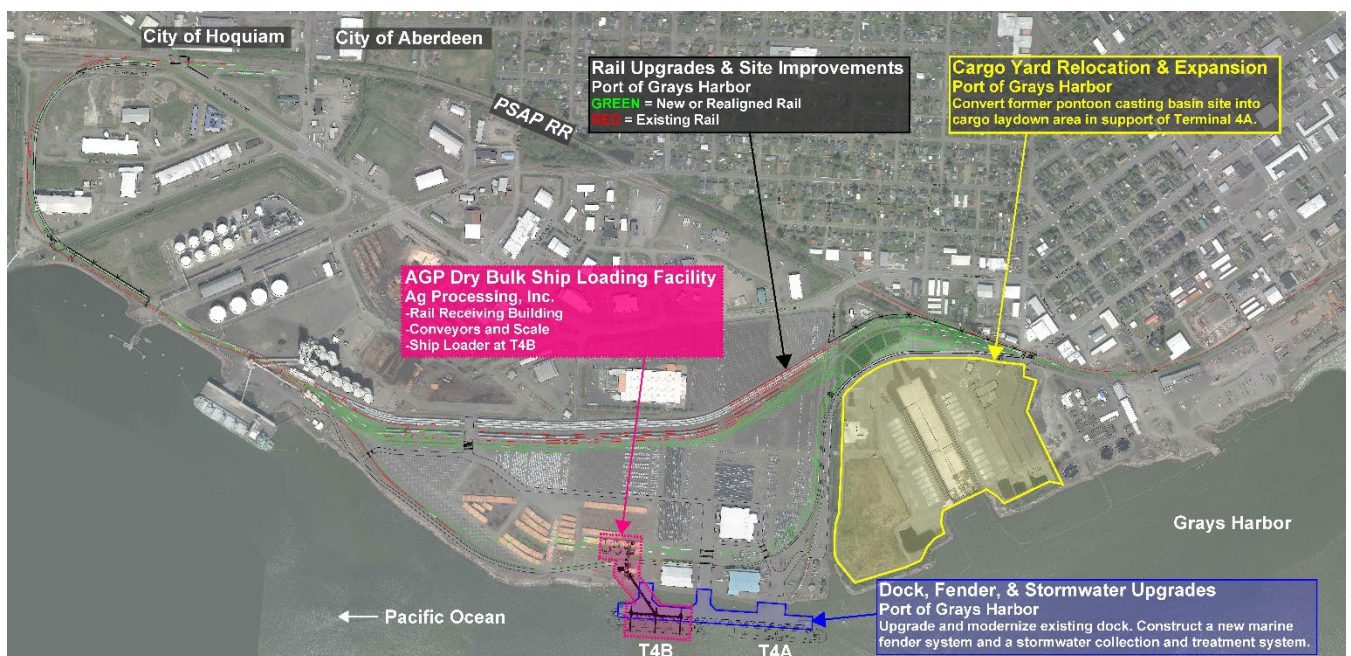 City of Hoquiam
City of Aberdeen
PSAP RR
Rail Upgrades & Site Improvements
Port of Grays Harbor
GREEN = New or Realigned Rail
RED = Existing Rail
Cargo Yard Relocation & Expansion
Port of Grays Harbor
Convert former pontoon casting basin site into
cargo laydown area in support of Terminal 4A.
AGP Dry Bulk Ship Loading Facility
Ag Processing, Inc.
-Rail Receiving Building
-Conveyors and Scale
-Ship Loader at T4B
Grays Harbor
Dock, Fender, & Stormwater Upgrades
Port of Grays Harbor
Upgrade and modernize existing dock. Construct a new marine
fender system and a stormwater collection and treatment system.
Pacific Ocean
T4B
T4A